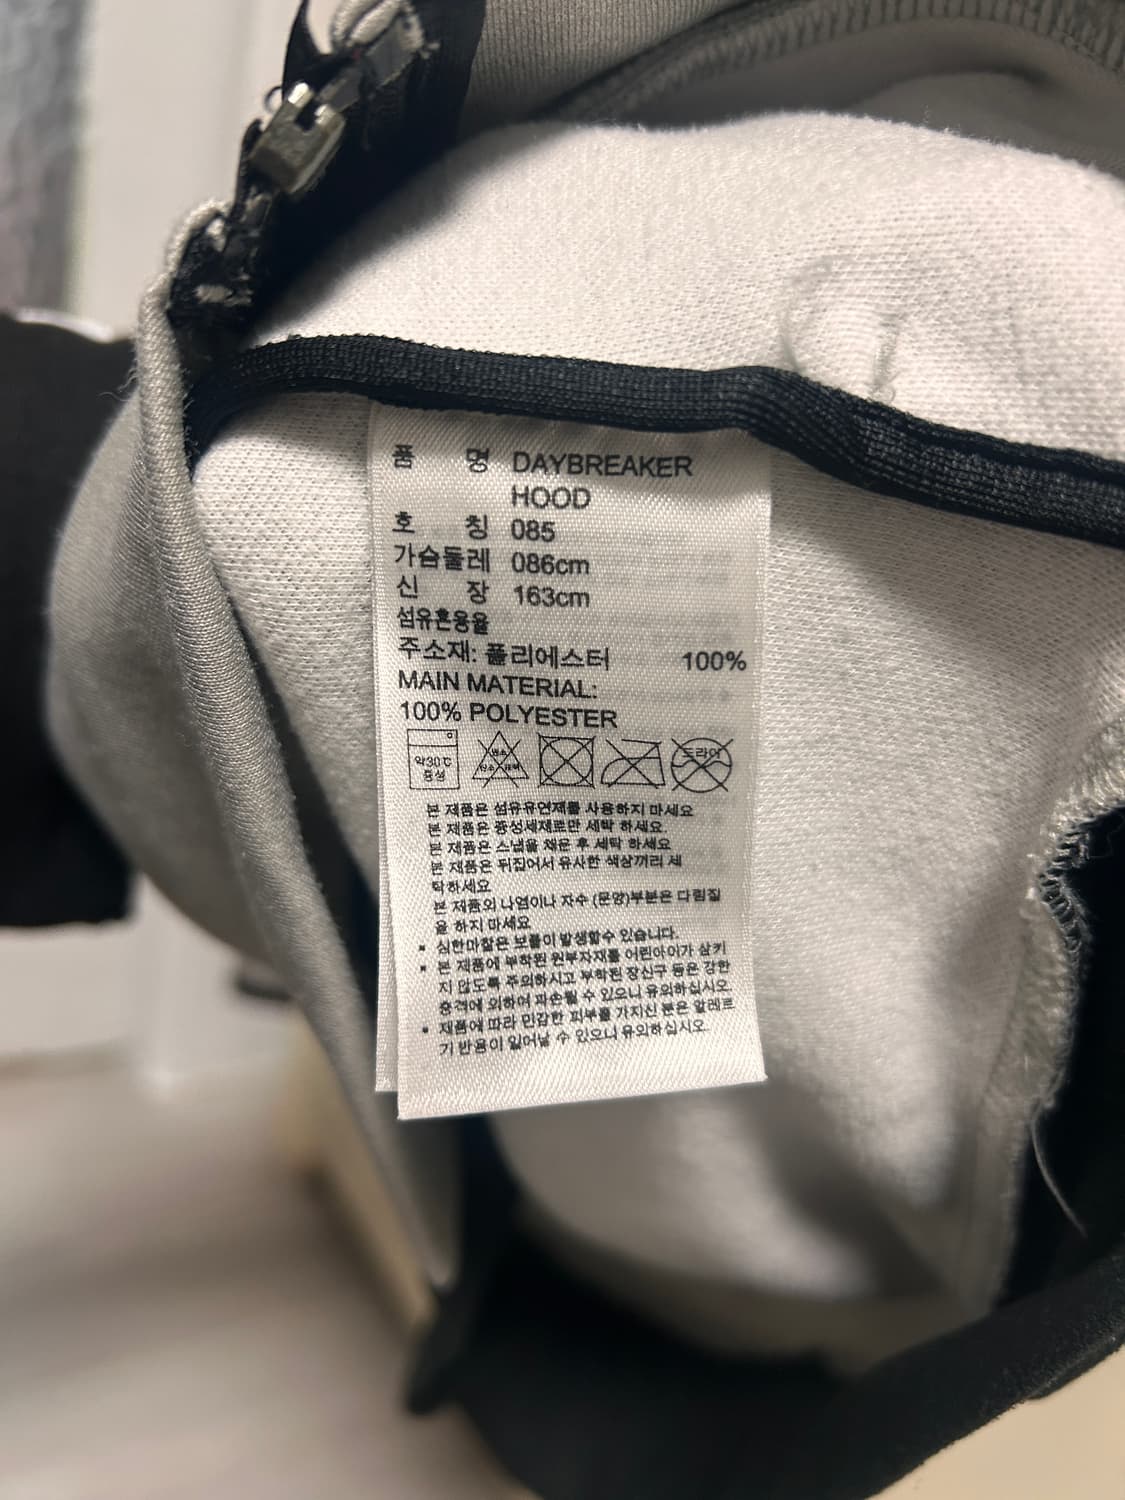 품 명 DAYBREAKER
HOOD
호 칭 085
가슴둘레 086cm
신 장 163cm
섬유혼용율
주소재: 폴리에스터 100%
MAIN MATERIAL:
100% POLYESTER
약30℃ 중성 염소 산소 표백 드라이
본 제품은 섬유유연제를 사용하지 마세요
본 제품은 중성세제로만 세탁 하세요.
본 제품은 스냅을 채운 후 세탁 하세요
본 제품은 뒤집어서 유사한 색상끼리 세
탁하세요
본 제품의 나염이나 자수 (문양)부분은 다림질
을 하지 마세요
• 심한마찰은 보풀이 발생할수 있습니다.
• 본 제품에 부착된 원부자재를 어린아이가 삼키
지 않도록 주의하시고 부착된 장신구 등은 강한
충격에 의하여 파손될 수 있으니 유의하십시오.
• 제품에 따라 민감한 피부를 가지신 분은 알레르
기 반응이 일어날 수 있으니 유의하십시오.